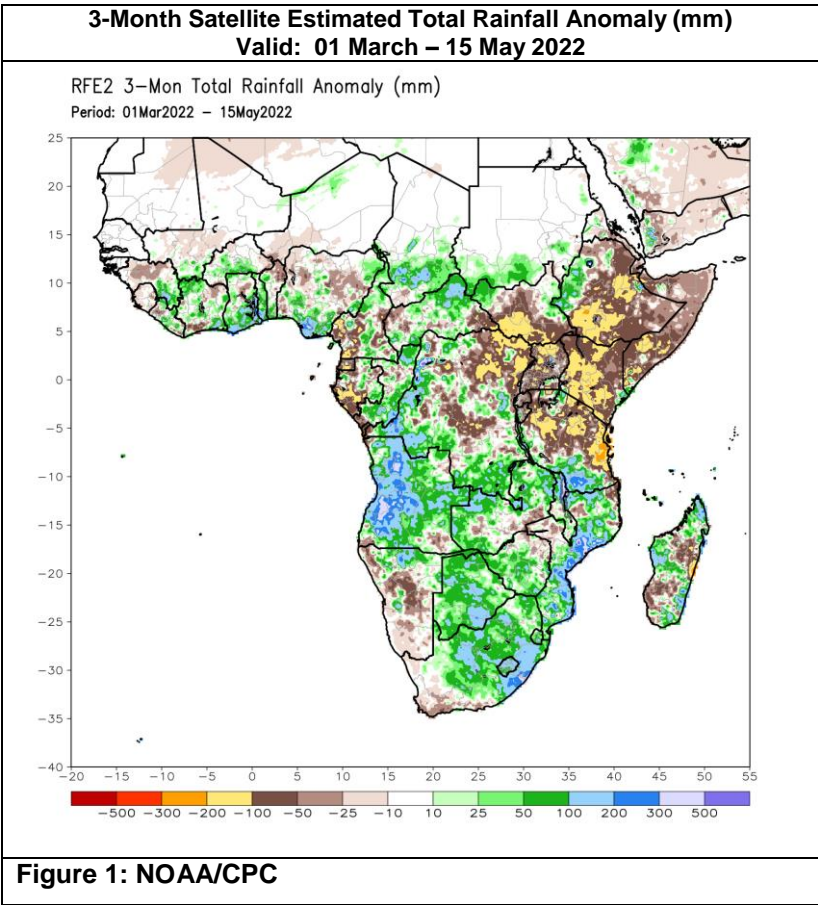 3-Month Satellite Estimated Total Rainfall Anomaly (mm)
Valid: 01 March – 15 May 2022
RFE2 3-Mon Total Rainfall Anomaly (mm)
Period: 01Mar2022 – 15May2022
25
20
15
10
5
0
−5
−10
−15
−20
−25
−30
−35
−40
−20 −15 −10 −5 0 5 10 15 20 25 30 35 40 45 50 55
−500 −300 −200 −100 −50 −25 −10 10 25 50 100 200 300 500
Figure 1: NOAA/CPC